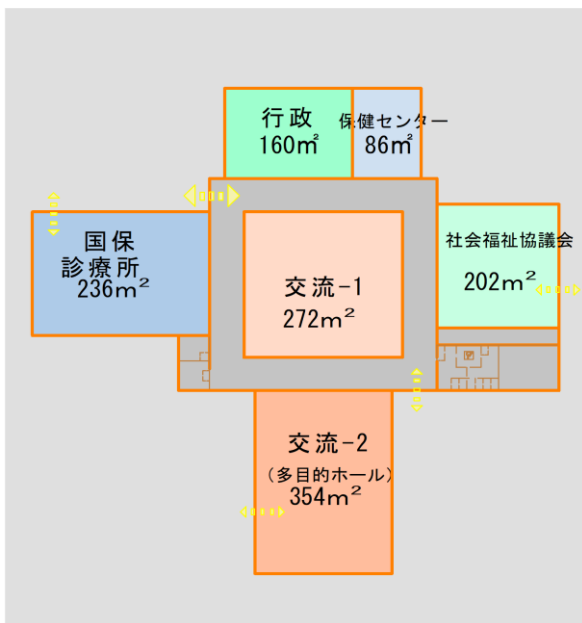 行政
160㎡
保健センター
86㎡
国保
診療所
236m²
社会福祉協議会
202m²
交流-1
272m²
交流-2
(多目的ホール)
354m²